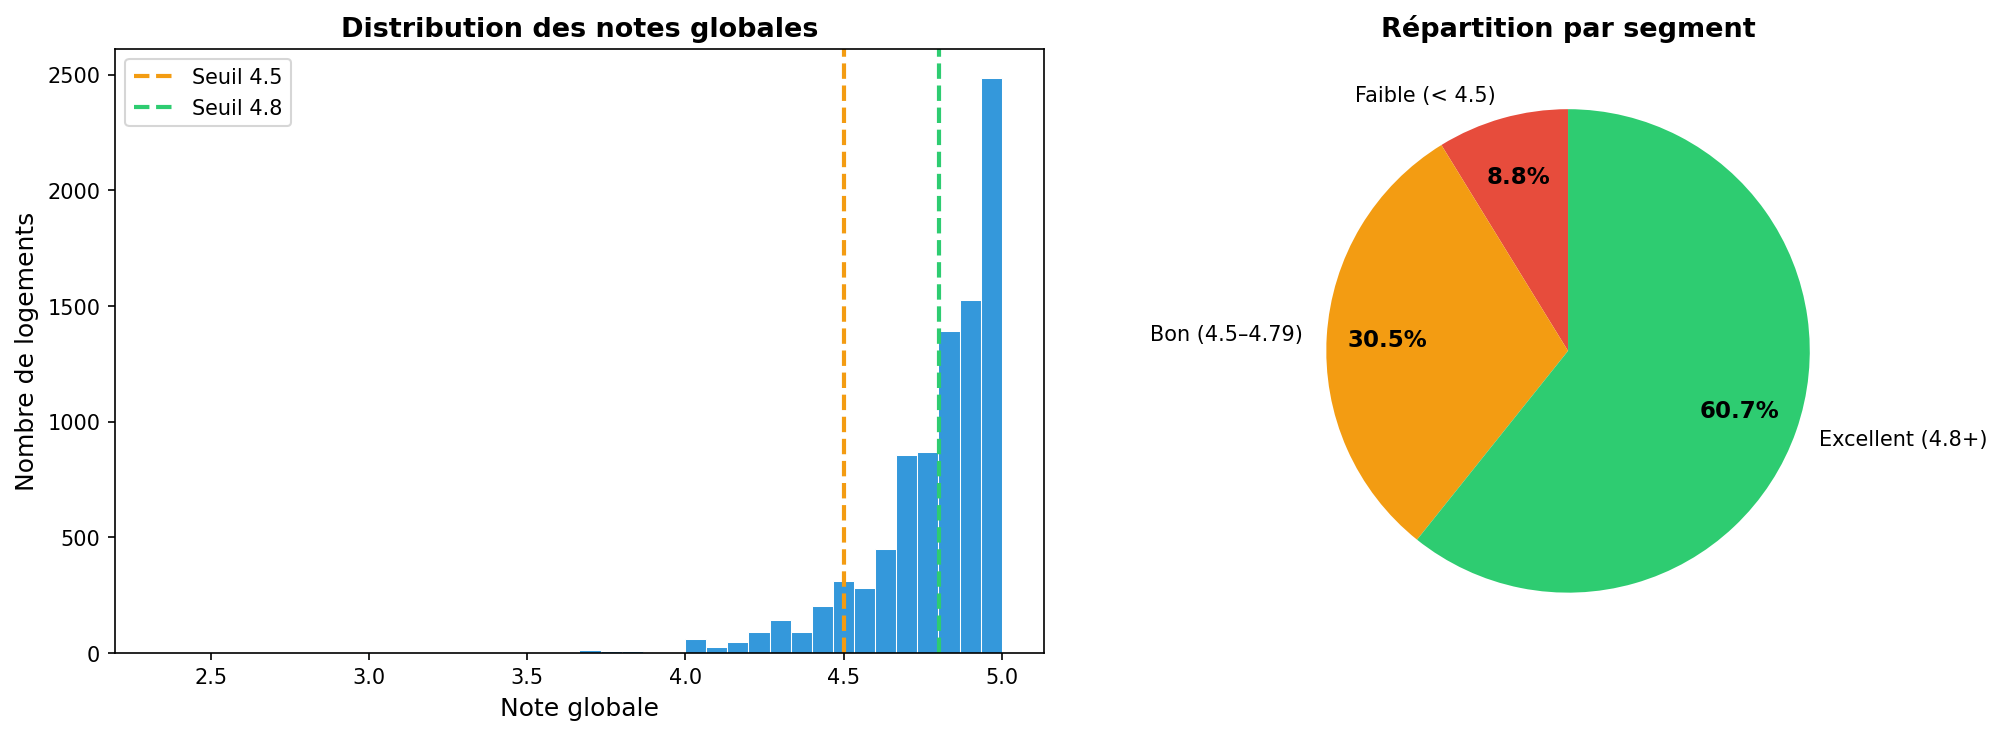 Distribution des notes globales
Seuil 4.5
Seuil 4.8
Nombre de logements
2500
2000
1500
1000
500
0
2.5
3.0
3.5
4.0
4.5
5.0
Note globale
Répartition par segment
Faible (< 4.5)
8.8%
Bon (4.5–4.79)
30.5%
60.7%
Excellent (4.8+)